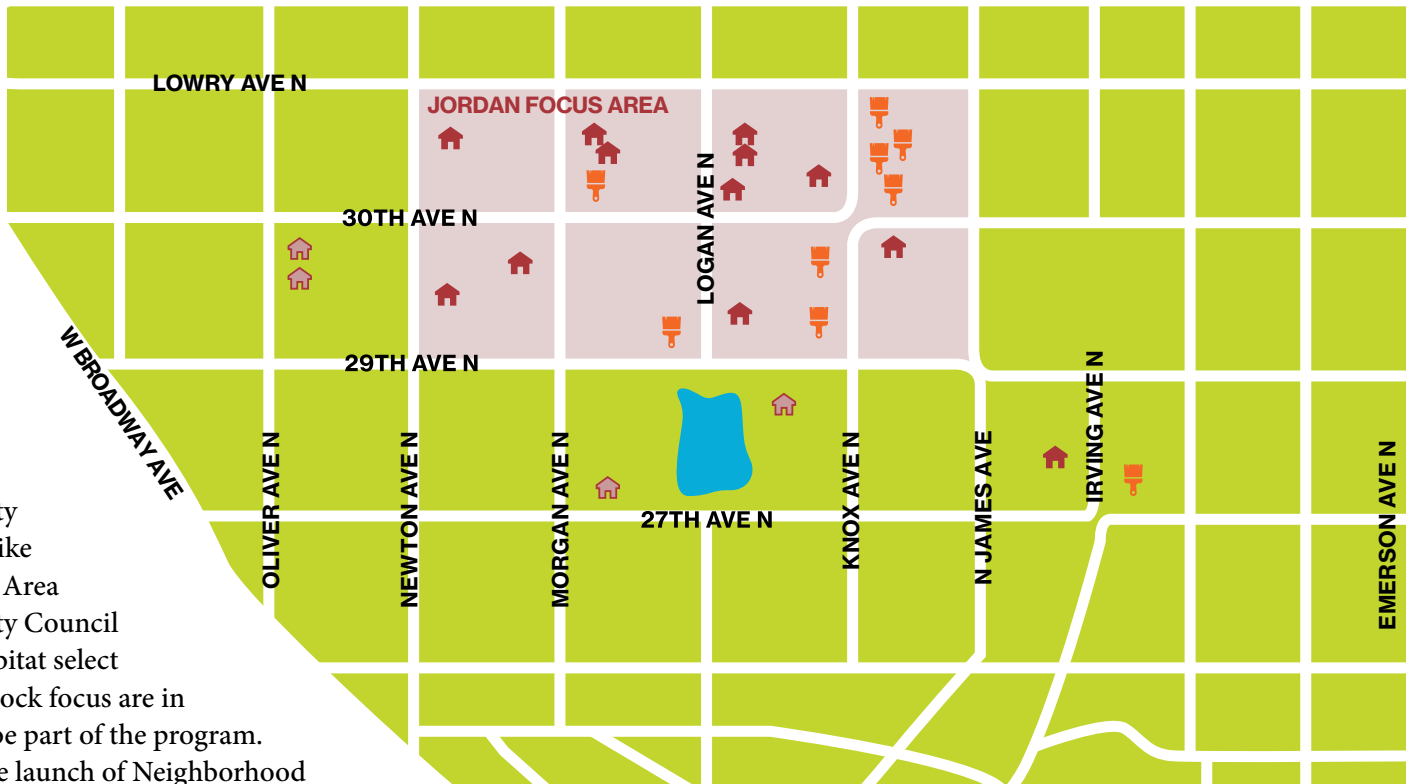 LOWRY AVE N
JORDAN FOCUS AREA
LOGAN AVE N
30TH AVE N
29TH AVE N
W BROADWAY AVE
IRVING AVE N
OLIVER AVE N
NEWTON AVE N
MORGAN AVE N
27TH AVE N
KNOX AVE N
N JAMES AVE
EMERSON AVE N
ty
ike
Area
ty Council
bitat select
ock focus are in
be part of the program.
e launch of Neighborhood